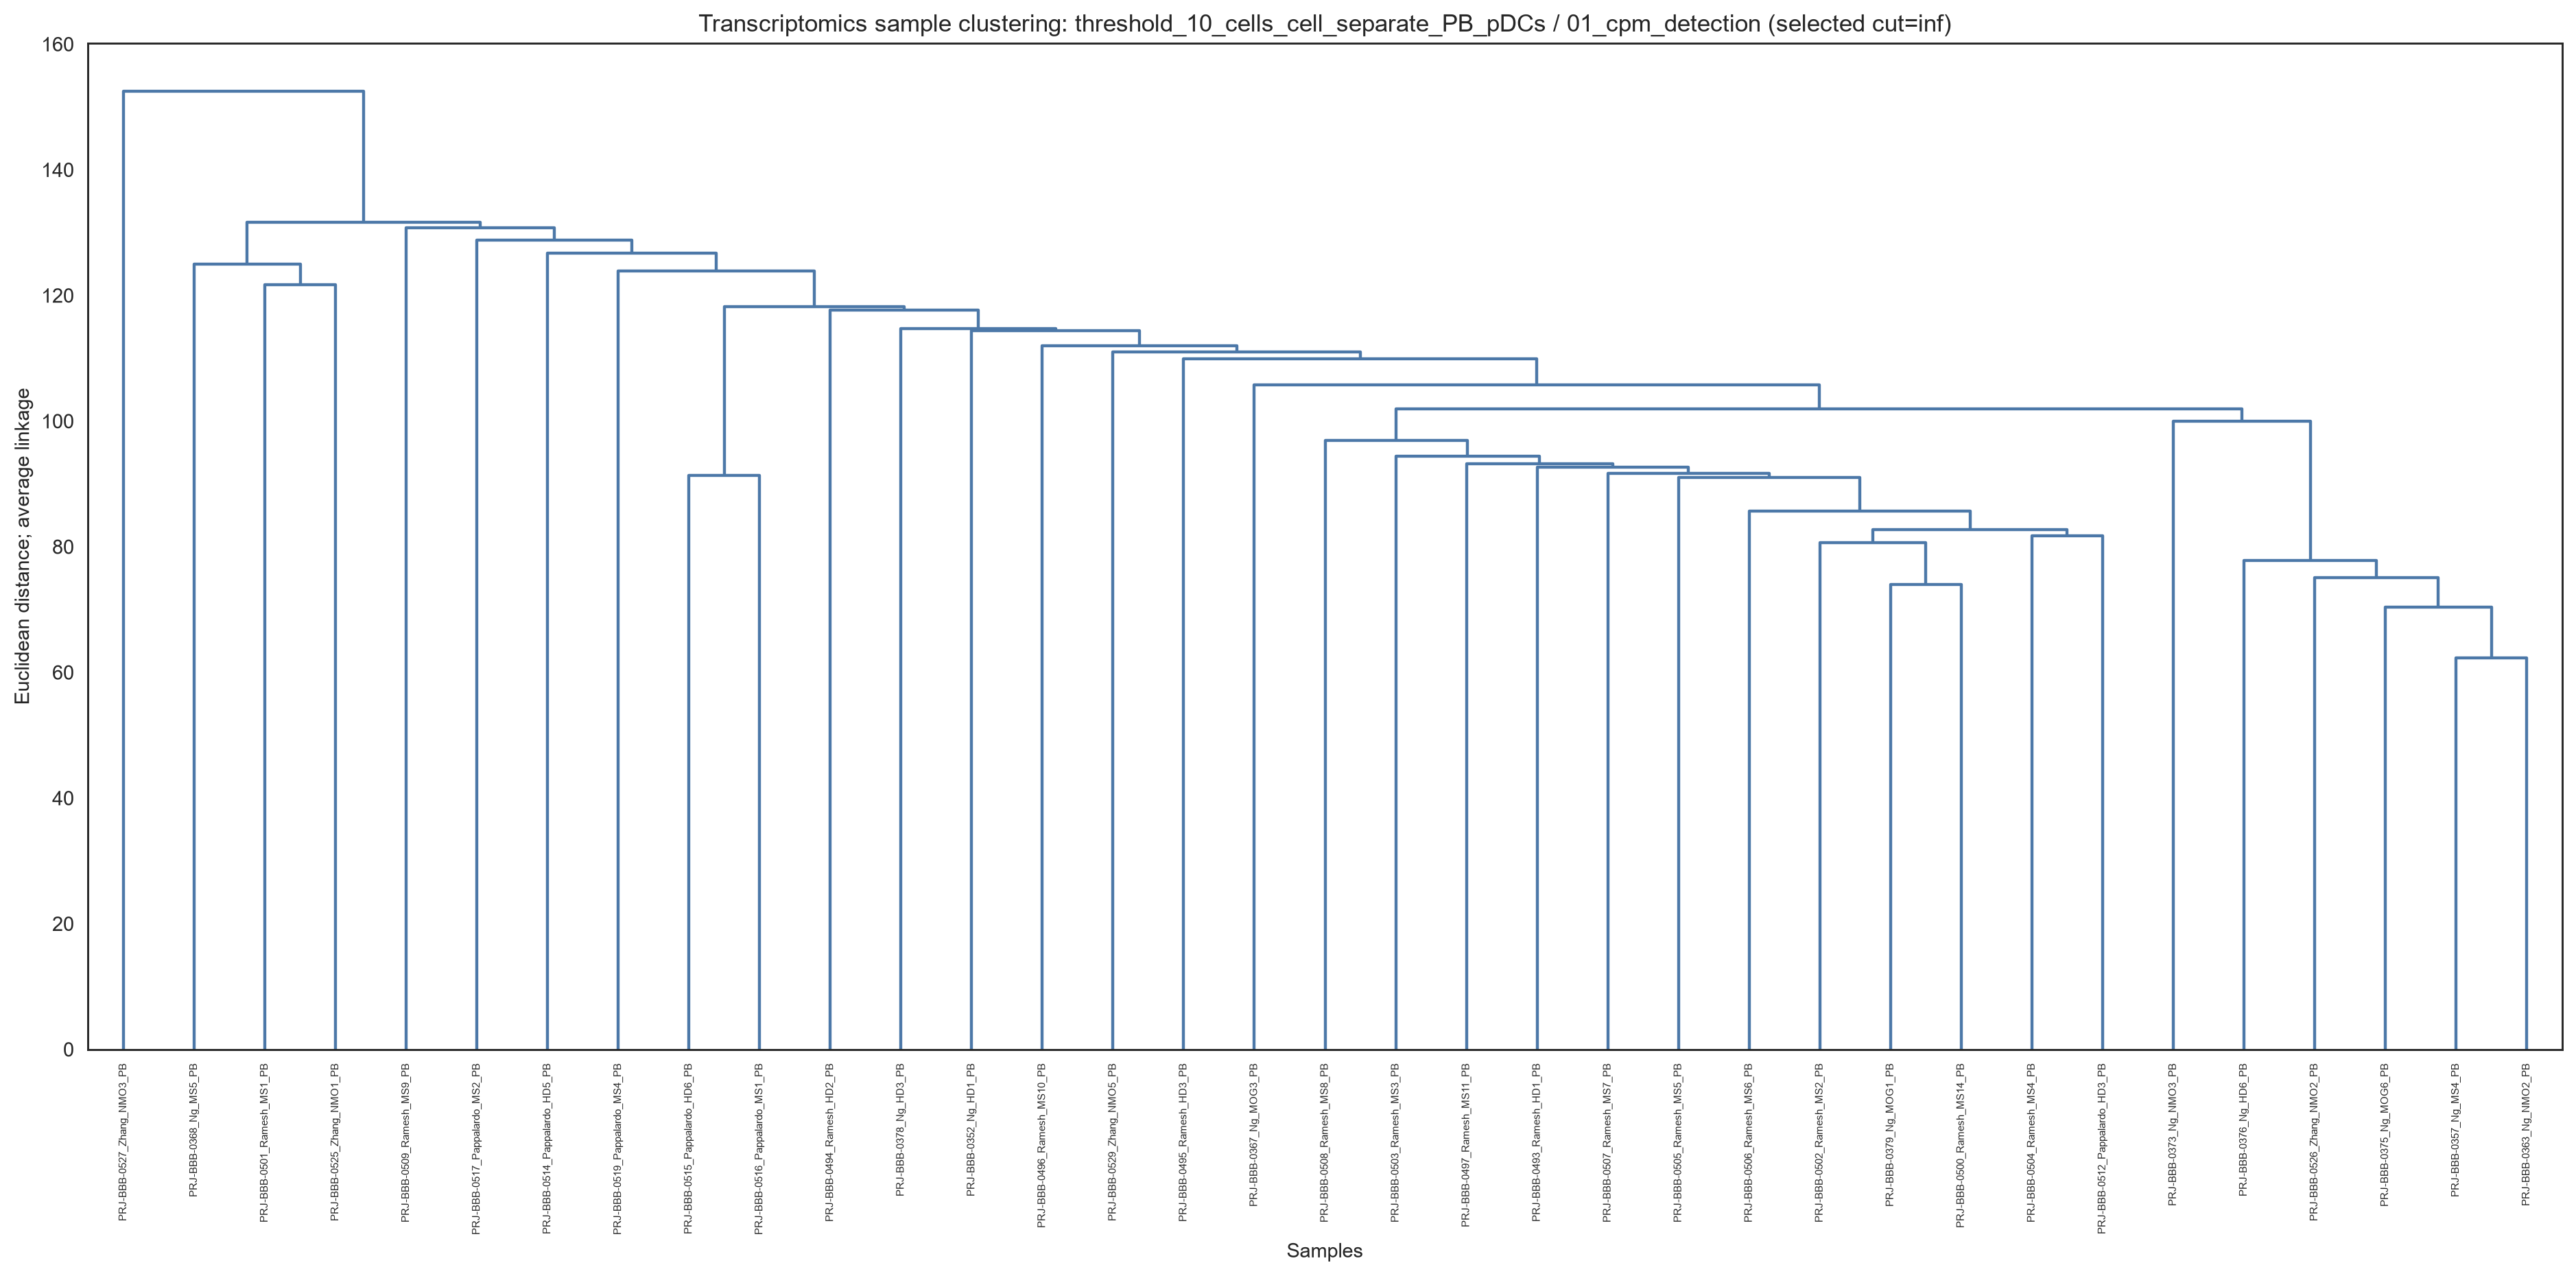 Transcriptomics sample clustering: threshold_10_cells_cell_separate_PB_pDCs / 01_cpm_detection (selected cut=inf)
Euclidean distance; average linkage
160
140
120
100
80
60
40
20
0
PRJ-BBB-0527_Zhang_NMO3_PB
PRJ-BBB-0368_Ng_MS5_PB
PRJ-BBB-0501_Ramesh_MS1_PB
PRJ-BBB-0525_Zhang_NMO1_PB
PRJ-BBB-0509_Ramesh_MS9_PB
PRJ-BBB-0517_Pappalardo_MS2_PB
PRJ-BBB-0514_Pappalardo_HD5_PB
PRJ-BBB-0519_Pappalardo_MS4_PB
PRJ-BBB-0515_Pappalardo_HD6_PB
PRJ-BBB-0516_Pappalardo_MS1_PB
PRJ-BBB-0494_Ramesh_HD2_PB
PRJ-BBB-0378_Ng_HD3_PB
PRJ-BBB-0352_Ng_HD1_PB
PRJ-BBB-0496_Ramesh_MS10_PB
PRJ-BBB-0529_Zhang_NMO5_PB
PRJ-BBB-0495_Ramesh_HD3_PB
PRJ-BBB-0367_Ng_MOG3_PB
PRJ-BBB-0508_Ramesh_MS8_PB
PRJ-BBB-0503_Ramesh_MS3_PB
PRJ-BBB-0497_Ramesh_MS11_PB
PRJ-BBB-0493_Ramesh_HD1_PB
PRJ-BBB-0507_Ramesh_MS7_PB
PRJ-BBB-0505_Ramesh_MS5_PB
PRJ-BBB-0506_Ramesh_MS6_PB
PRJ-BBB-0502_Ramesh_MS2_PB
PRJ-BBB-0379_Ng_MOG1_PB
PRJ-BBB-0500_Ramesh_MS14_PB
PRJ-BBB-0504_Ramesh_MS4_PB
PRJ-BBB-0512_Pappalardo_HD3_PB
PRJ-BBB-0373_Ng_NMO3_PB
PRJ-BBB-0376_Ng_HD6_PB
PRJ-BBB-0526_Zhang_NMO2_PB
PRJ-BBB-0375_Ng_MOG6_PB
PRJ-BBB-0357_Ng_MS4_PB
PRJ-BBB-0363_Ng_NMO2_PB
Samples